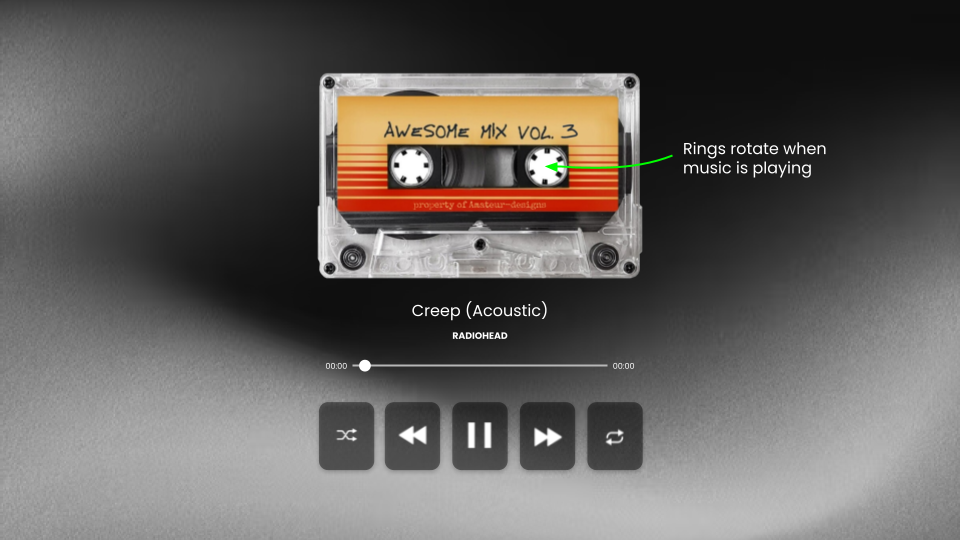 AWESOME MIX VOL. 3
property of Amateur-designs
Rings rotate when
music is playing
Creep (Acoustic)
RADIOHEAD
00:00
00:00